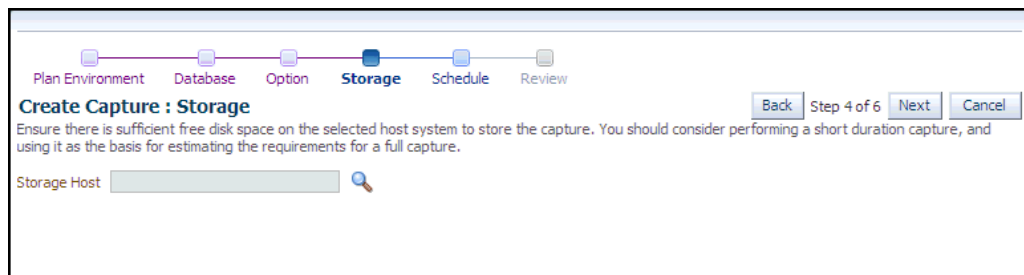 Plan Environment Database Option Storage Schedule Review
Create Capture : Storage Back Step 4 of 6 Next Cancel
Ensure there is sufficient free disk space on the selected host system to store the capture. You should consider performing a short duration capture, and
using it as the basis for estimating the requirements for a full capture.
Storage Host